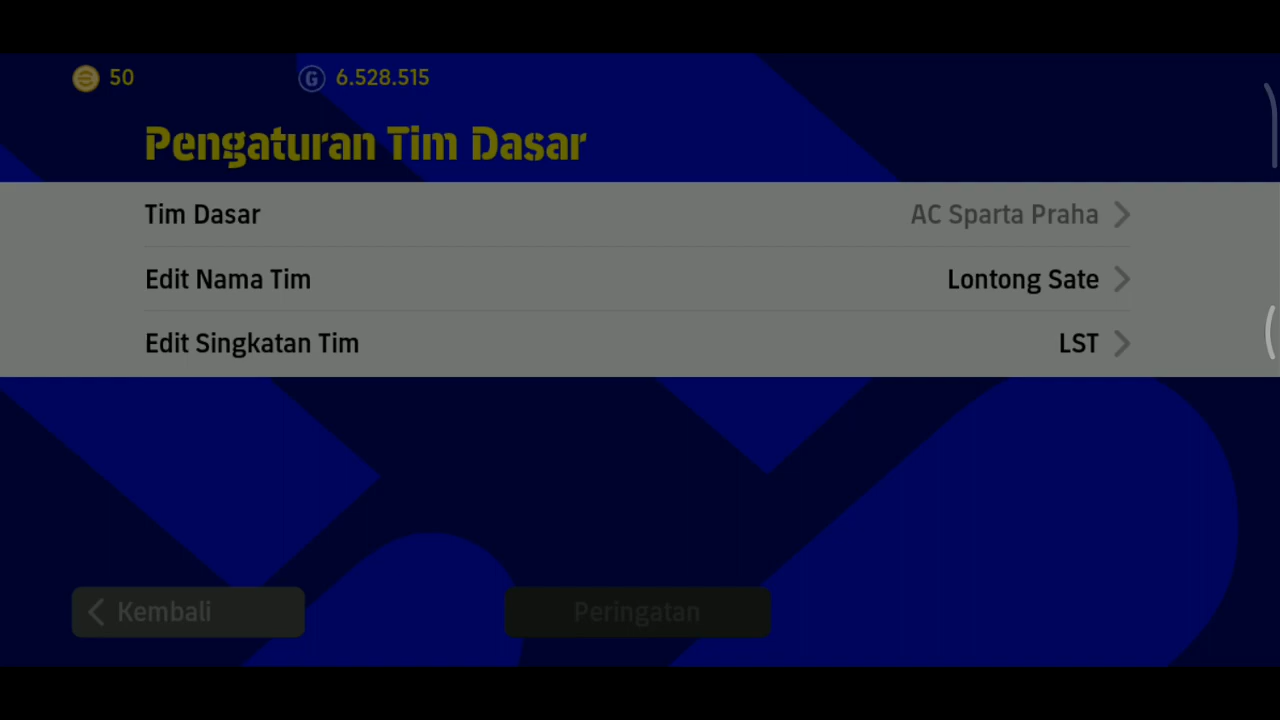 50 6.528.515
Pengaturan Tim Dasar
Tim Dasar AC Sparta Praha
Edit Nama Tim Lontong Sate
Edit Singkatan Tim LST
Kembali Peringatan